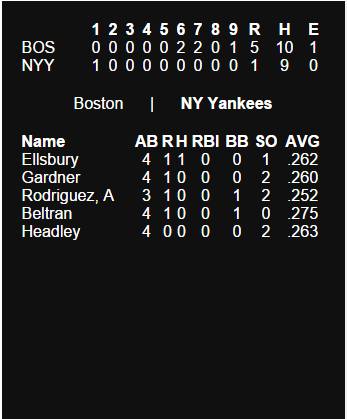 1 2 3 4 5 6 7 8 9 R H E
BOS 0 0 0 0 0 2 2 0 1 5 10 1
NYY 1 0 0 0 0 0 0 0 0 1 9 0
Boston | NY Yankees
Name AB R H RBI BB SO AVG
Ellsbury 4 1 1 0 0 1 .262
Gardner 4 1 0 0 0 2 .260
Rodriguez, A 3 1 0 0 1 2 .252
Beltran 4 1 0 0 1 0 .275
Headley 4 0 0 0 0 2 .263